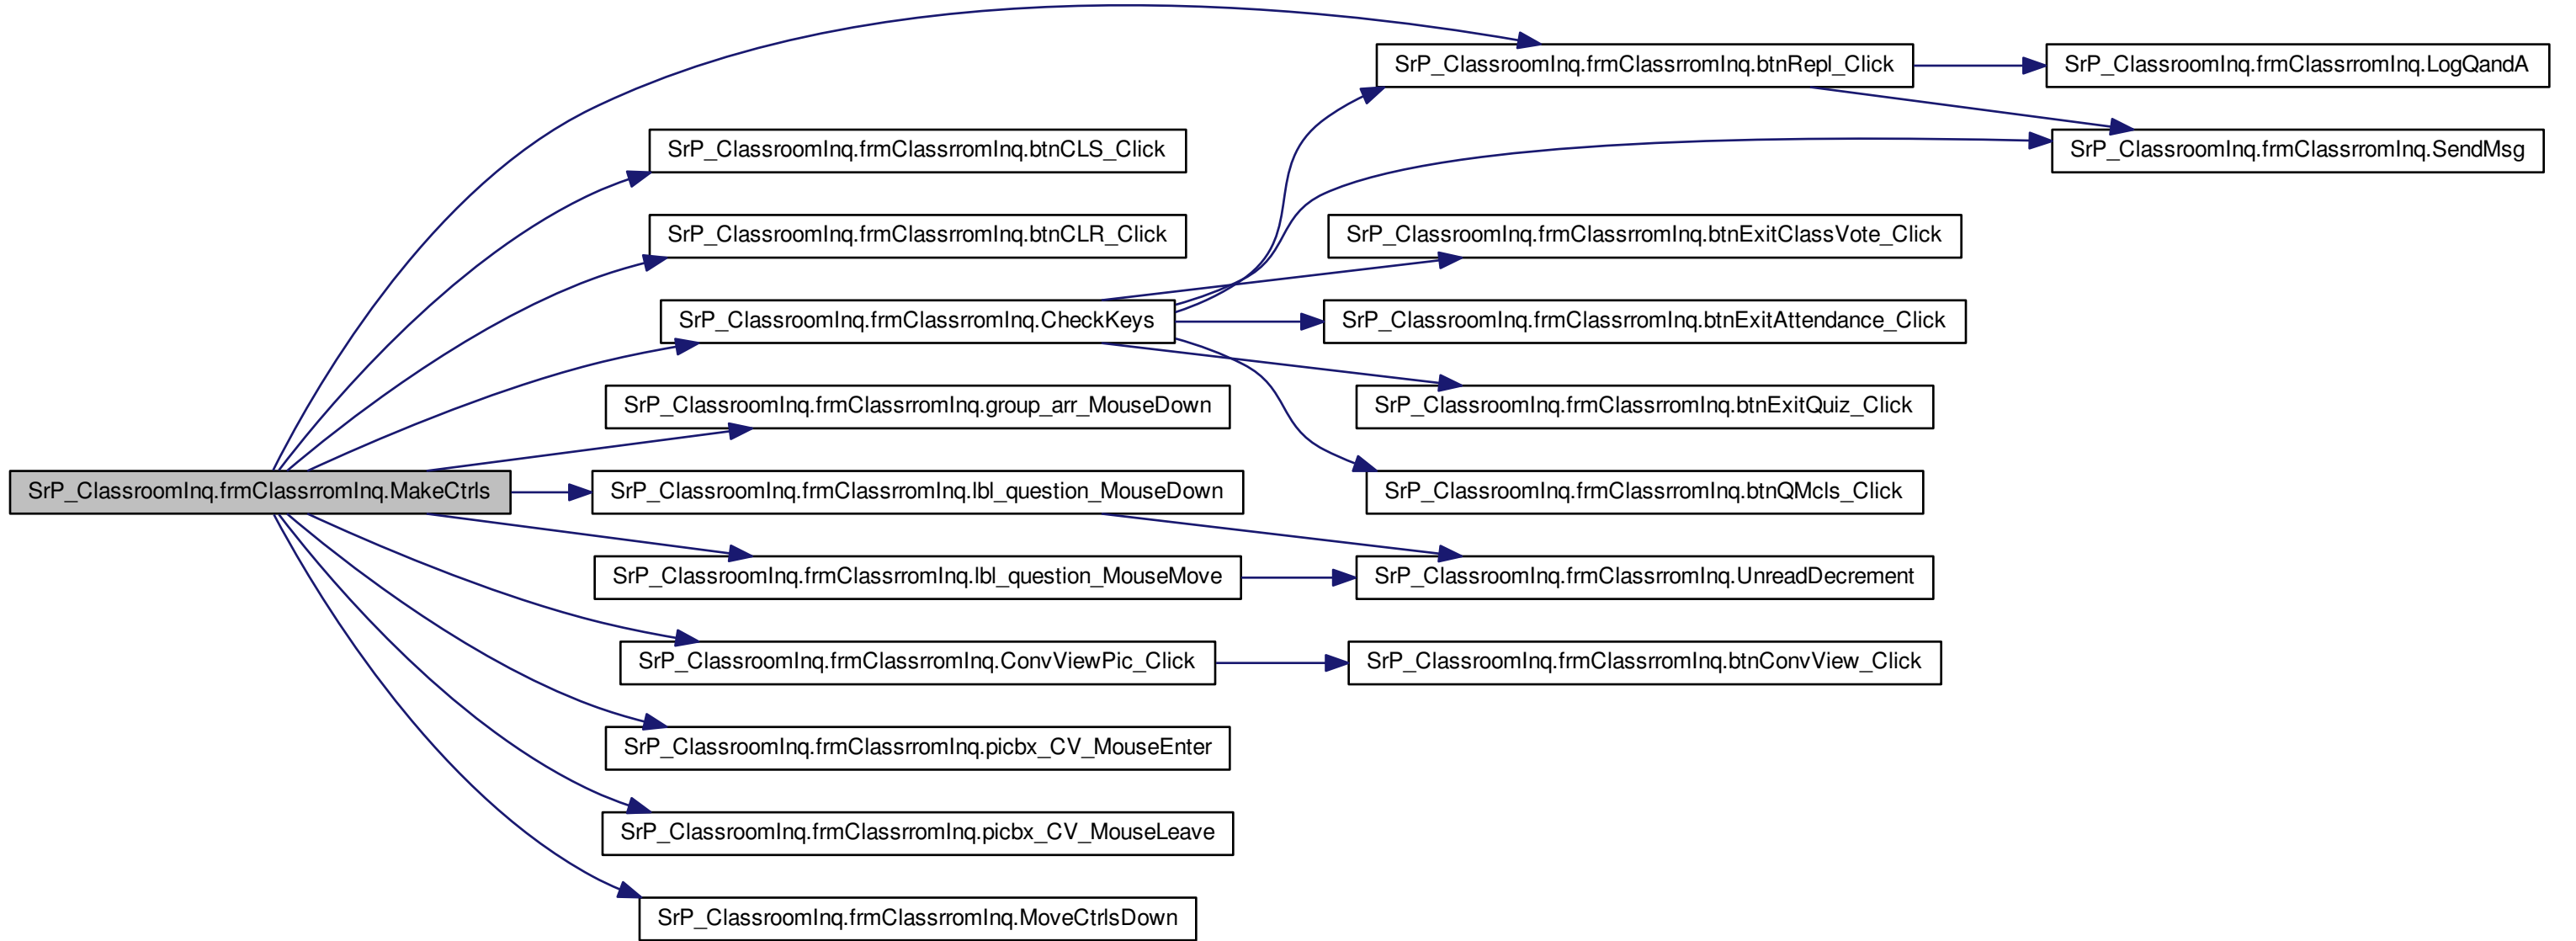 SrP_ClassroomInq.frmClassrromInq.btnRepl_Click
SrP_ClassroomInq.frmClassrromInq.LogQandA
SrP_ClassroomInq.frmClassrromInq.btnCLS_Click
SrP_ClassroomInq.frmClassrromInq.SendMsg
SrP_ClassroomInq.frmClassrromInq.btnCLR_Click
SrP_ClassroomInq.frmClassrromInq.btnExitClassVote_Click
SrP_ClassroomInq.frmClassrromInq.CheckKeys
SrP_ClassroomInq.frmClassrromInq.btnExitAttendance_Click
SrP_ClassroomInq.frmClassrromInq.group_arr_MouseDown
SrP_ClassroomInq.frmClassrromInq.btnExitQuiz_Click
SrP_ClassroomInq.frmClassrromInq.MakeCtrls
SrP_ClassroomInq.frmClassrromInq.lbl_question_MouseDown
SrP_ClassroomInq.frmClassrromInq.btnQMcls_Click
SrP_ClassroomInq.frmClassrromInq.lbl_question_MouseMove
SrP_ClassroomInq.frmClassrromInq.UnreadDecrement
SrP_ClassroomInq.frmClassrromInq.ConvViewPic_Click
SrP_ClassroomInq.frmClassrromInq.btnConvView_Click
SrP_ClassroomInq.frmClassrromInq.picbx_CV_MouseEnter
SrP_ClassroomInq.frmClassrromInq.picbx_CV_MouseLeave
SrP_ClassroomInq.frmClassrromInq.MoveCtrlsDown